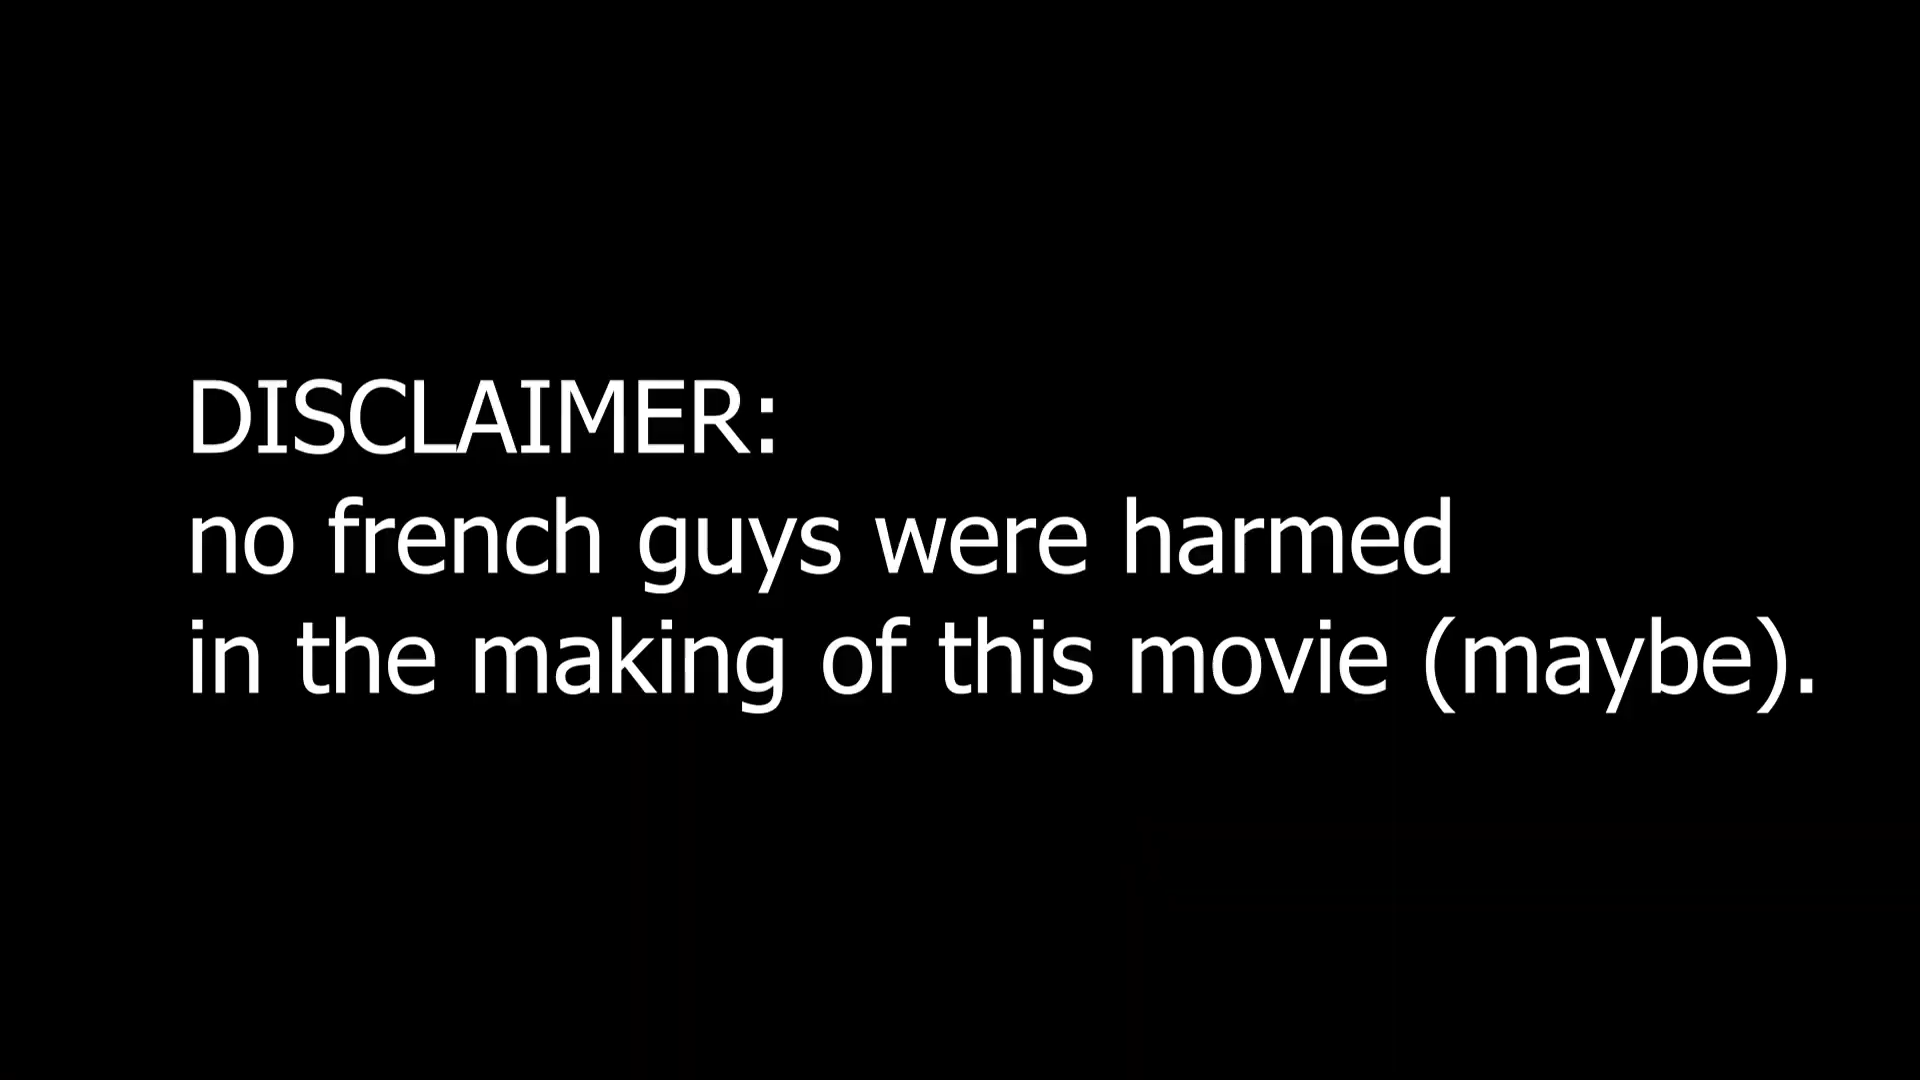 DISCLAIMER:
no french guys were harmed
in the making of this movie (maybe).